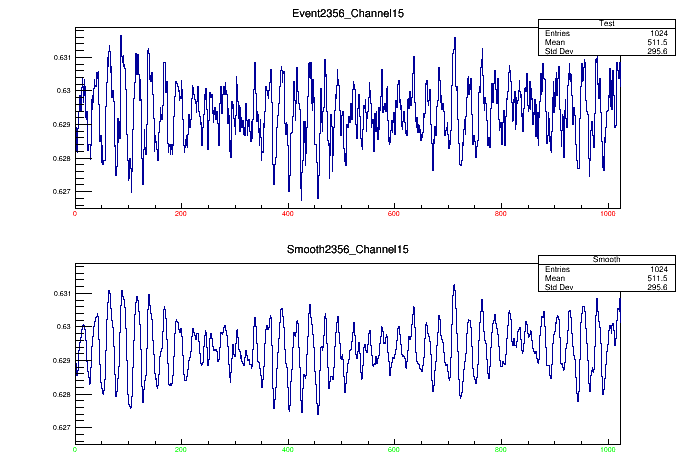 Event2356_Channel15
Test
Entries 1024
Mean 511.5
Std Dev 295.6
0.631
0.63
0.629
0.628
0.627
0 200 400 600 800 1000
Smooth2356_Channel15
Smooth
Entries 1024
Mean 511.5
Std Dev 295.6
0.631
0.63
0.629
0.628
0.627
0 200 400 600 800 1000